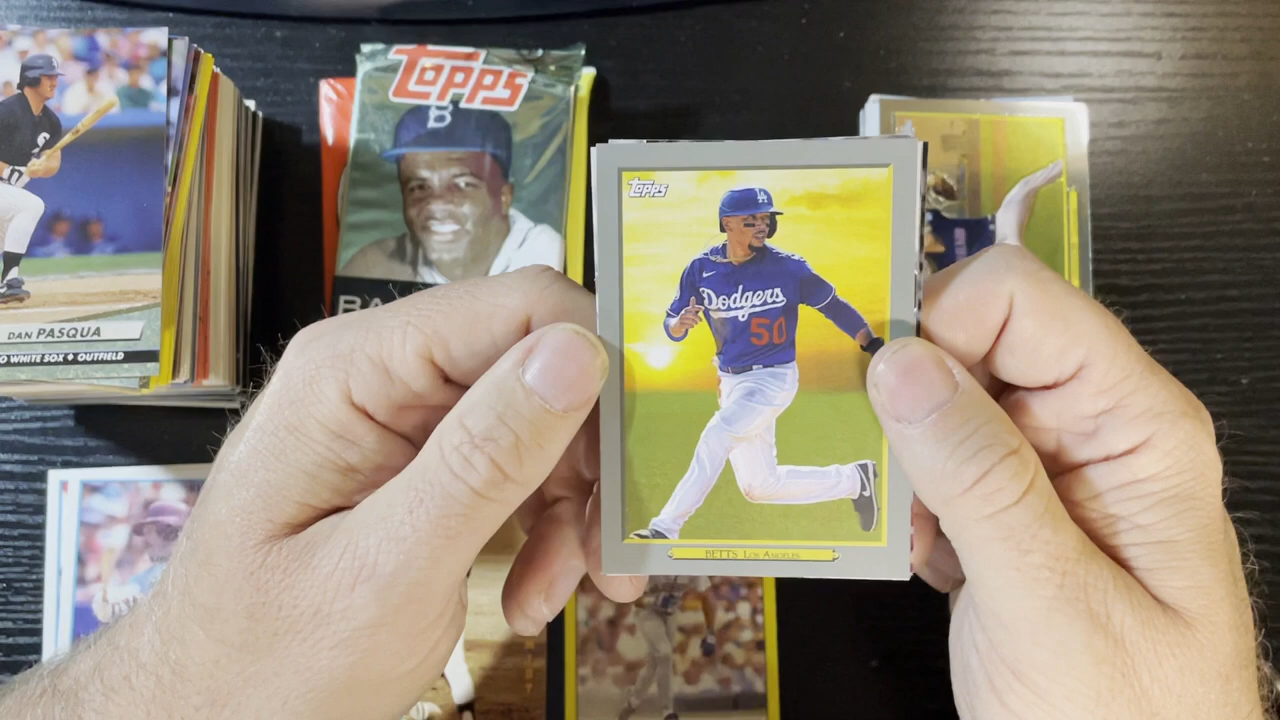 Topps
B
DAN PASQUA
O WHITE SOX ♦ OUTFIELD
BA
Topps
LA
Dodgers
50
BETTS LOS ANGELES